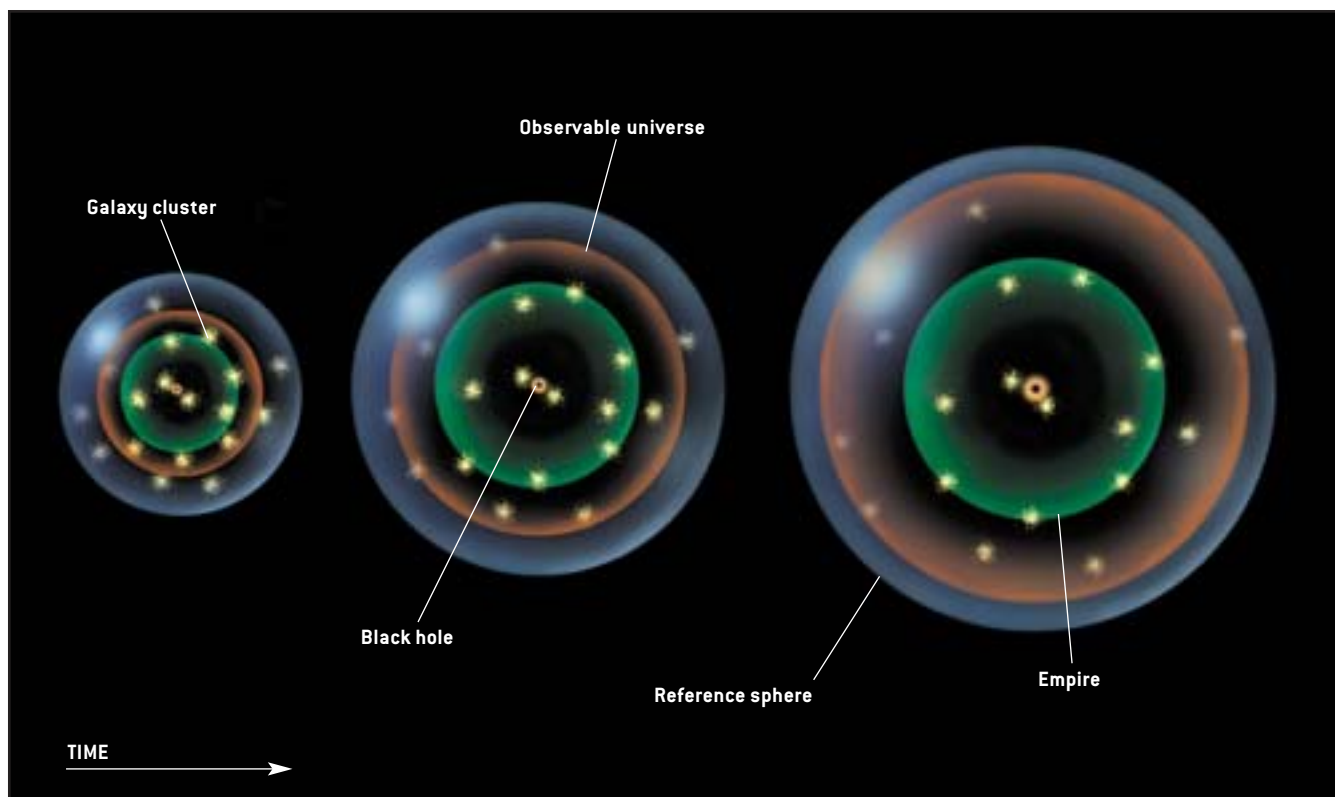 Observable universe
Galaxy cluster
Black hole
Empire
Reference sphere
TIME